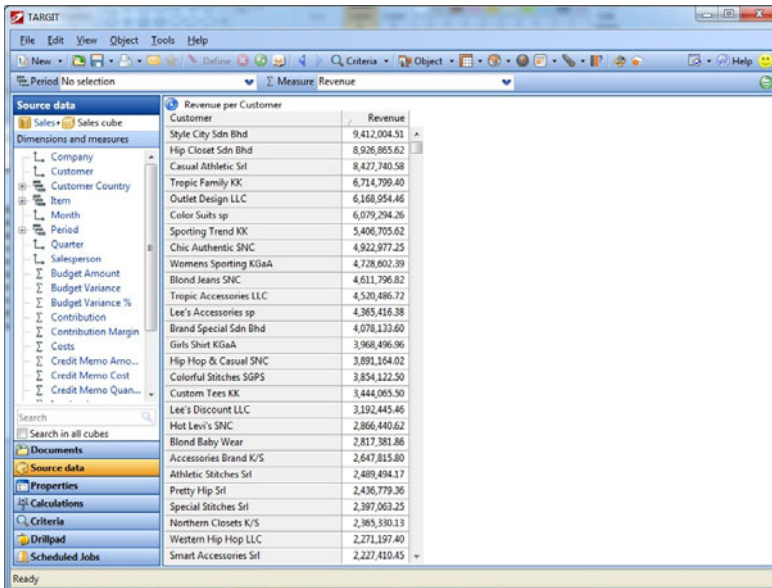 TARGIT
File Edit View Object Tools Help
New Define Criteria Object Help
Period No selection Σ Measure Revenue
Source data
Sales Sales cube
Dimensions and measures
Company
Customer
Customer Country
Item
Month
Period
Quarter
Salesperson
Σ Budget Amount
Σ Budget Variance
Σ Budget Variance %
Σ Contribution
Σ Contribution Margin
Σ Costs
Σ Credit Memo Amo...
Σ Credit Memo Cost
Σ Credit Memo Quan...
Search
Search in all cubes
Documents
Source data
Properties
Calculations
Criteria
Drillpad
Scheduled Jobs
Revenue per Customer
Customer Revenue
Style City Sdn Bhd 9,412,004.51
Hip Closet Sdn Bhd 8,926,865.62
Casual Athletic Srl 8,427,740.58
Tropic Family KK 6,714,799.40
Outlet Design LLC 6,168,954.46
Color Suits sp 6,079,294.26
Sporting Trend KK 5,406,705.62
Chic Authentic SNC 4,922,977.25
Womens Sporting KGaA 4,728,602.39
Blond Jeans SNC 4,611,796.82
Tropic Accessories LLC 4,520,486.72
Lee's Accessories sp 4,365,416.38
Brand Special Sdn Bhd 4,078,133.60
Girls Shirt KGaA 3,968,496.96
Hip Hop & Casual SNC 3,891,164.02
Colorful Stitches SGPS 3,854,122.50
Custom Tees KK 3,444,065.50
Lee's Discount LLC 3,192,445.46
Hot Levi's SNC 2,866,440.62
Blond Baby Wear 2,817,381.86
Accessories Brand K/S 2,647,815.80
Athletic Stitches Srl 2,489,494.17
Pretty Hip Srl 2,436,779.36
Special Stitches Srl 2,397,063.25
Northern Closets K/S 2,365,330.13
Western Hip Hop LLC 2,271,197.40
Smart Accessories Srl 2,227,410.45
Ready